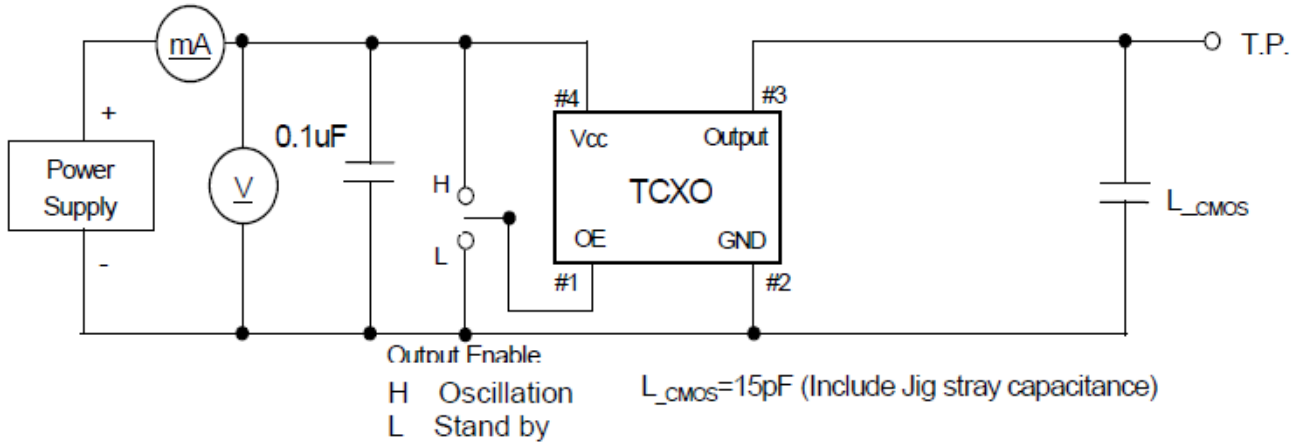 mA
T.P.
#4
#3
+
0.1uF
Vcc
Output
Power
Supply
V
TCXO
H
L_CMOS
OE
GND
L
-
#1
#2
Output Enable
H Oscillation
L_CMOS=15pF (Include Jig stray capacitance)
L Stand by